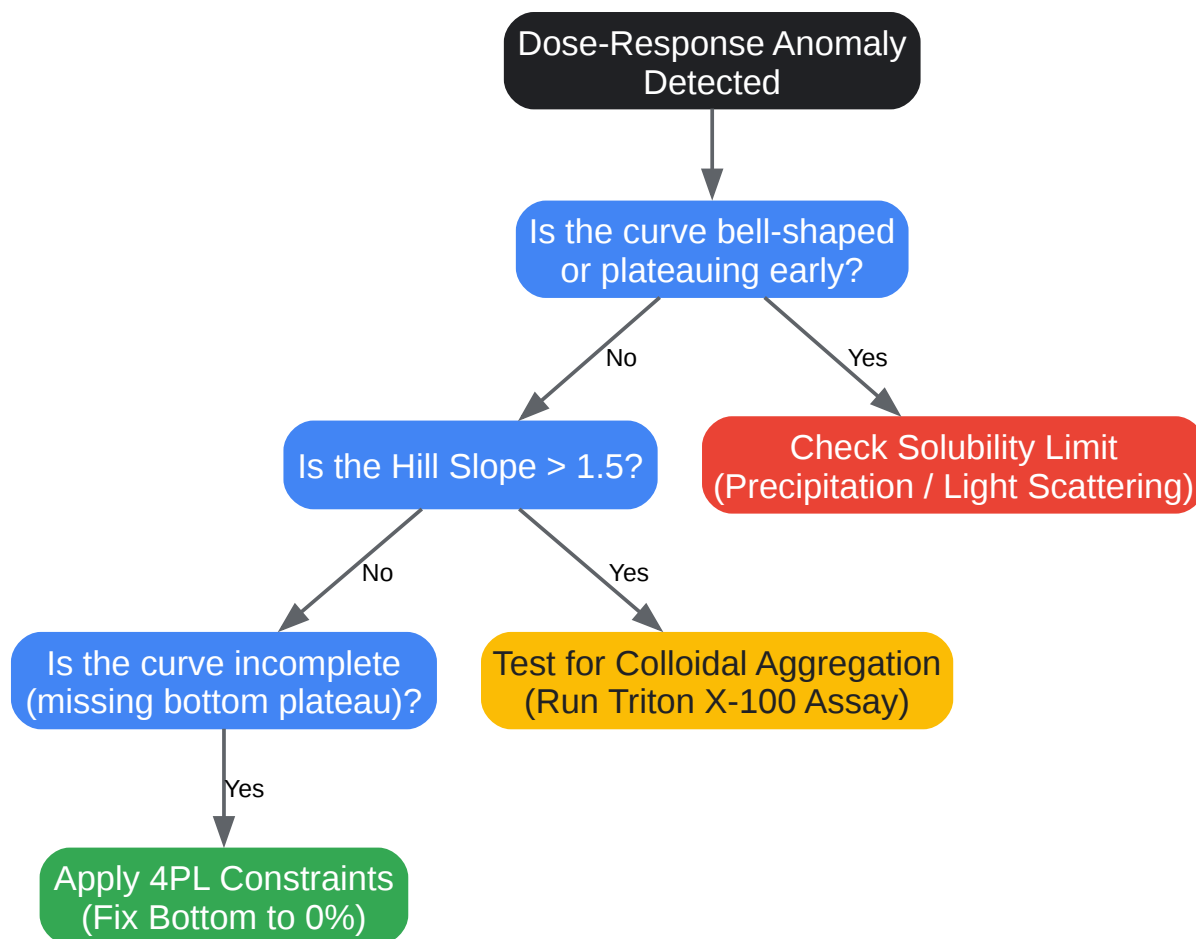 Dose-Response Anomaly
Detected
Is the curve bell-shaped
or plateauing early?
No
Yes
Is the Hill Slope > 1.5?
Check Solubility Limit
(Precipitation / Light Scattering)
No
Yes
Is the curve incomplete
(missing bottom plateau)?
Test for Colloidal Aggregation
(Run Triton X-100 Assay)
Yes
Apply 4PL Constraints
(Fix Bottom to 0%)